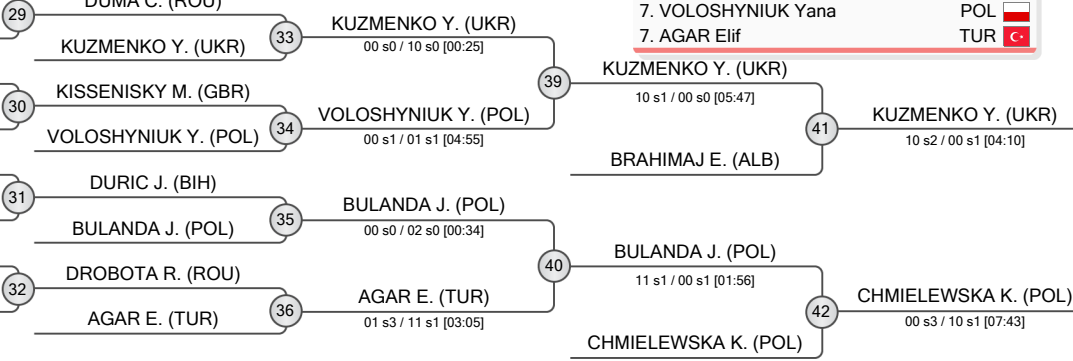 DUMA C. (ROU)
29
KUZMENKO Y. (UKR)
33
KUZMENKO Y. (UKR)
00 s0 / 10 s0 [00:25]
7. VOLOSHYNIUK Yana POL
7. AGAR Elif TUR
30
KISSENISKY M. (GBR)
VOLOSHYNIUK Y. (POL)
34
VOLOSHYNIUK Y. (POL)
00 s1 / 01 s1 [04:55]
39
KUZMENKO Y. (UKR)
10 s1 / 00 s0 [05:47]
BRAHIMAJ E. (ALB)
41
KUZMENKO Y. (UKR)
10 s2 / 00 s1 [04:10]
31
DURIC J. (BIH)
BULANDA J. (POL)
35
BULANDA J. (POL)
00 s0 / 02 s0 [00:34]
32
DROBOTA R. (ROU)
AGAR E. (TUR)
36
AGAR E. (TUR)
01 s3 / 11 s1 [03:05]
40
BULANDA J. (POL)
11 s1 / 00 s1 [01:56]
CHMIELEWSKA K. (POL)
42
CHMIELEWSKA K. (POL)
00 s3 / 10 s1 [07:43]